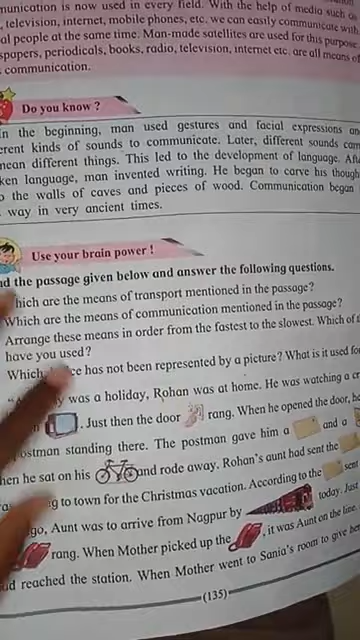 munication is now used in every field. With the help of media such
, television, internet, mobile phones, etc. we can easily communicate with
al people at the same time. Man-made satellites are used for this purpose.
spapers, periodicals, books, radio, television, internet etc. are all means of
communication.
Do you know ?
In the beginning, man used gestures and facial expressions
erent kinds of sounds to communicate. Later, different sounds
mean different things. This led to the development of language.
ken language, man invented writing. He began to carve his
the walls of caves and pieces of wood. Communication began
way in very ancient times.
Use your brain power !
the passage given below and answer the following questions.
hich are the means of transport mentioned in the passage?
Which are the means of communication mentioned in the passage?
Arrange these means in order from the fastest to the slowest. Which of
have you used?
Which has not been represented by a picture? What is it used for
was a holiday, Rohan was at home. He was watching a
. Just then the door rang. When he opened the door,
ostman standing there. The postman gave him a and a
hen he sat on his and rode away. Rohan's aunt had sent the
g to town for the Christmas vacation. According to the sent
go, Aunt was to arrive from Nagpur by today. Just
rang. When Mother picked up the , it was Aunt on the line.
reached the station. When Mother went to Sania's room to give
(135)